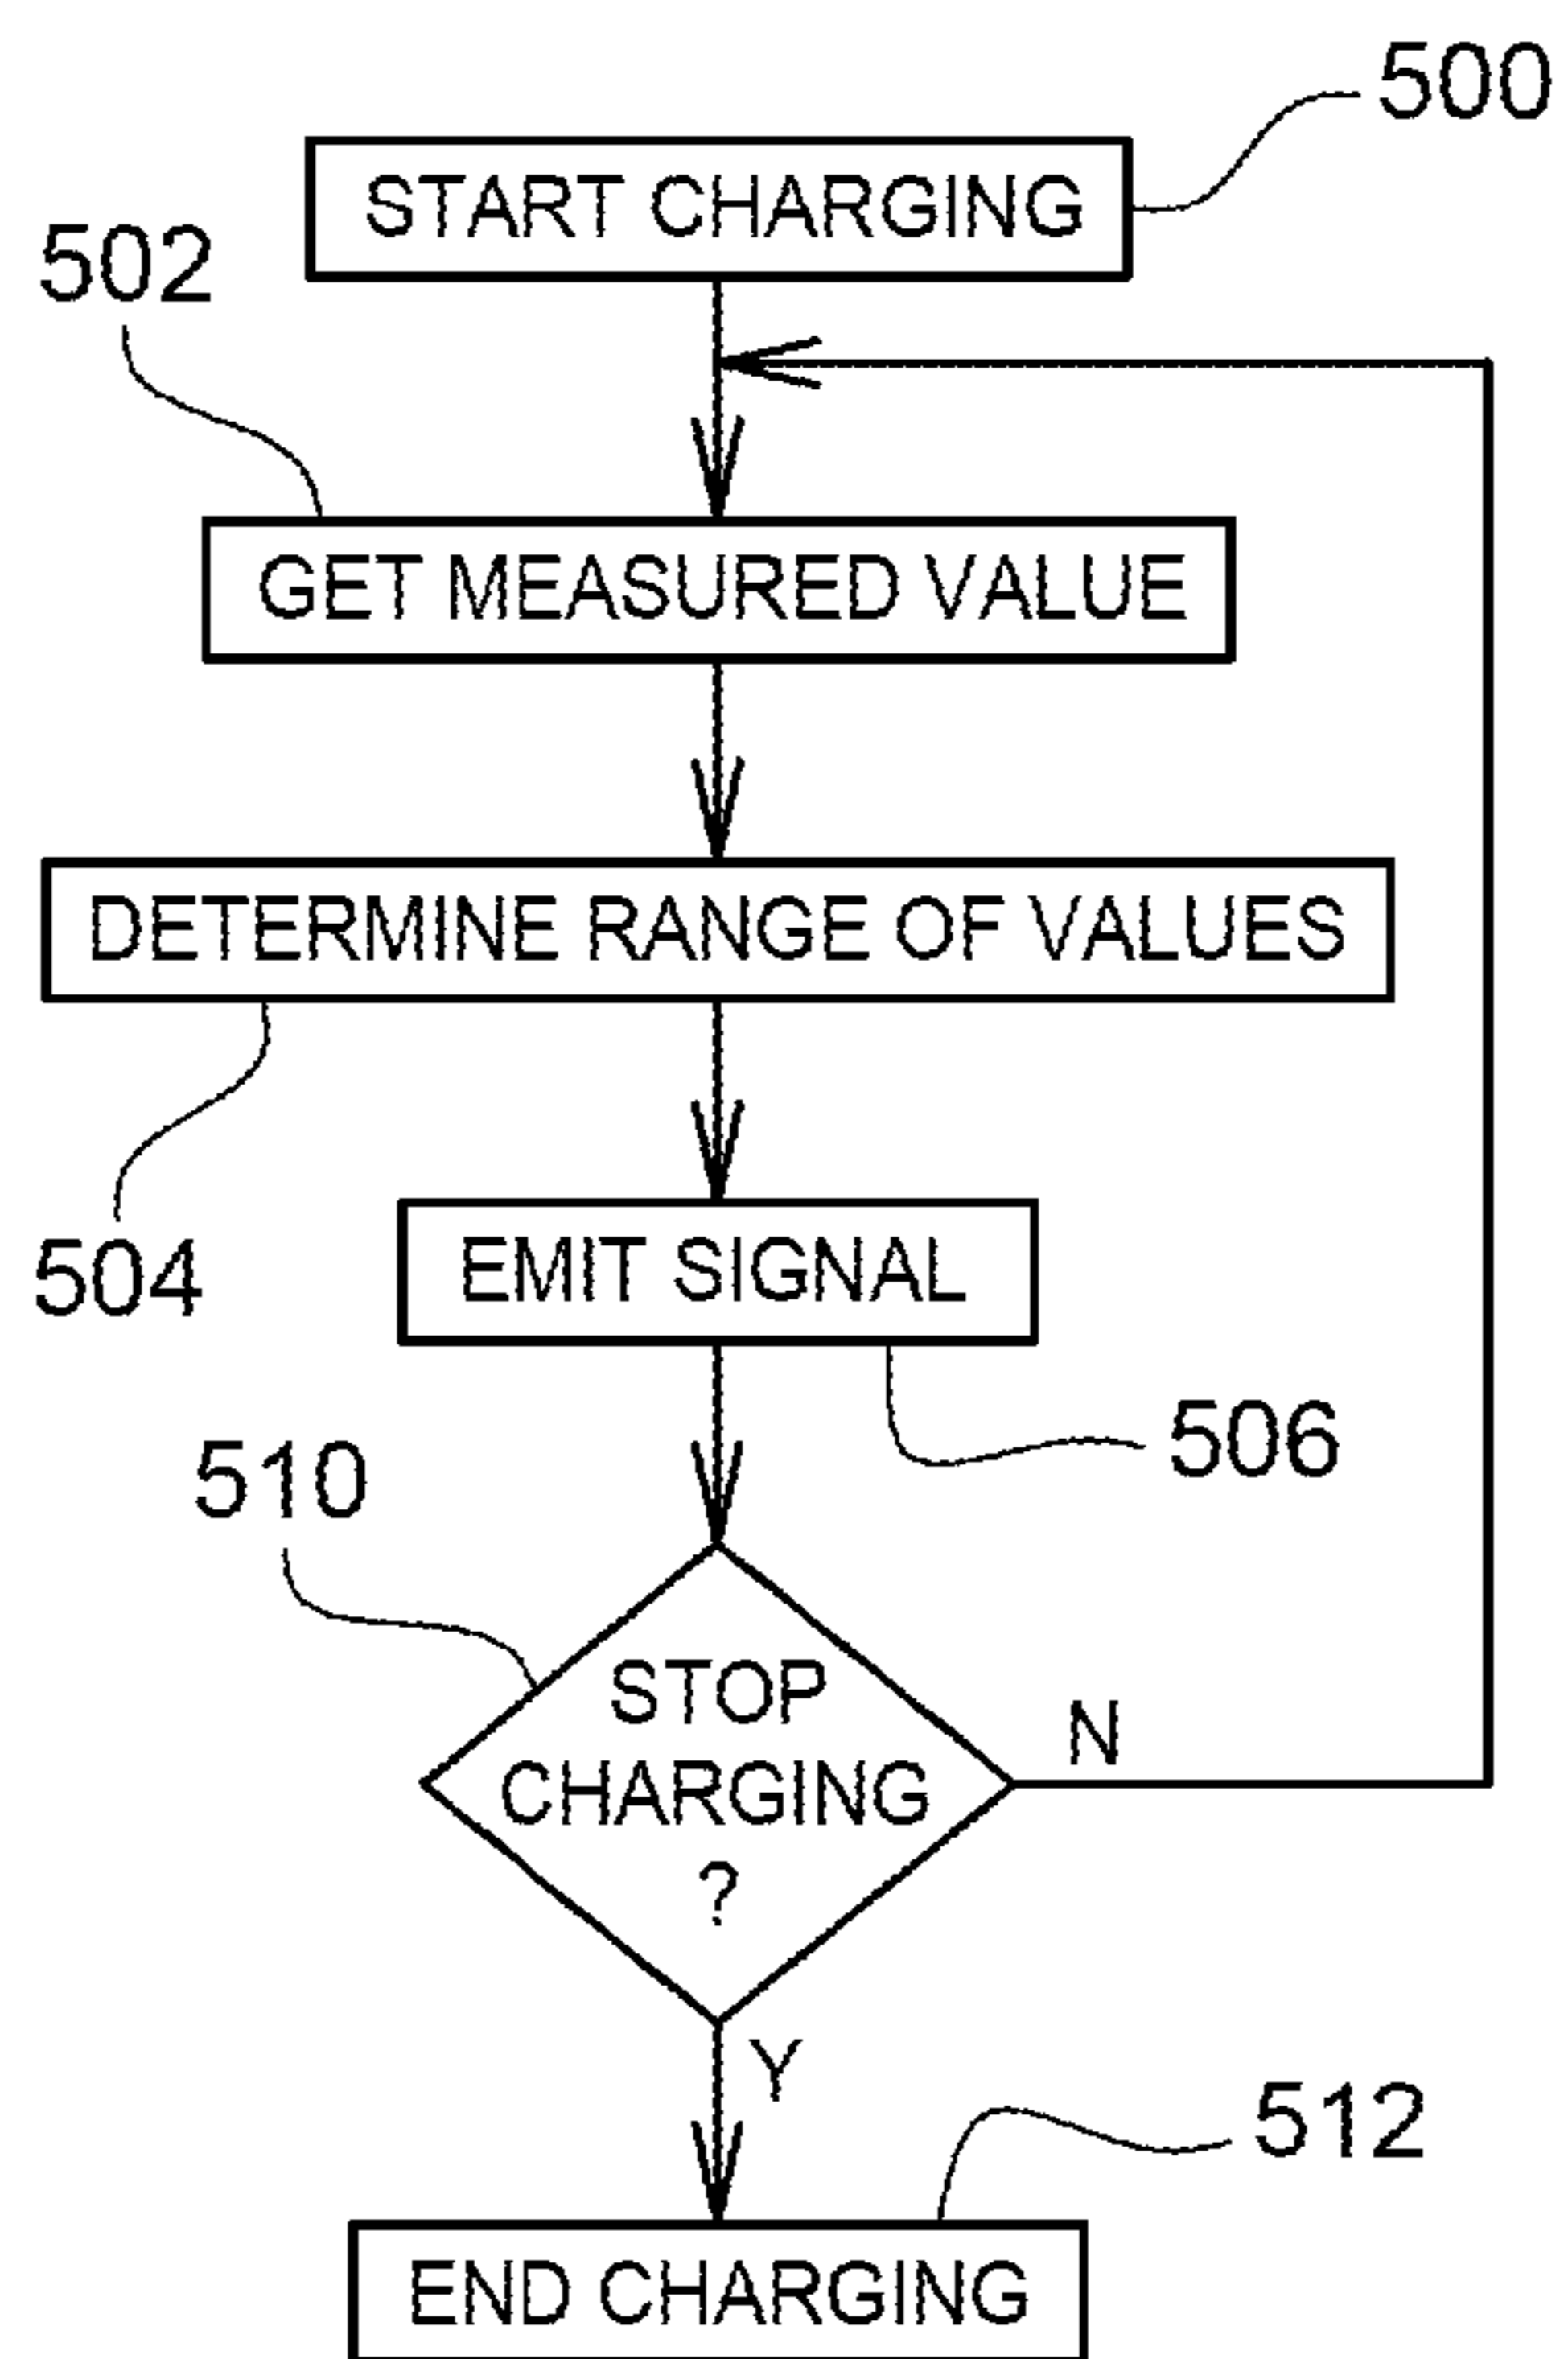 500
START CHARGING
502
GET MEASURED VALUE
DETERMINE RANGE OF VALUES
504
EMIT SIGNAL
506
510
STOP
CHARGING
?
N
Y
512
END CHARGING